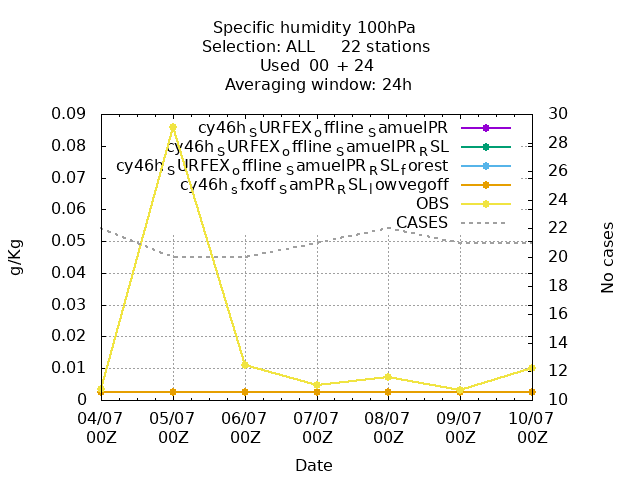 Specific humidity 100hPa
Selection: ALL 22 stations
Used 00 + 24
Averaging window: 24h
0.09
0.08
0.07
0.06
0.05
0.04
0.03
0.02
0.01
0
g/Kg
cy46h_SURFEX_offline_SamuelPR
cy46h_SURFEX_offline_SamuelPR_RSL
cy46h_SURFEX_offline_SamuelPR_RSL_forest
cy46h_sfxoff_SamPR_RSL_lowvegoff
OBS
CASES
30
28
26
24
22
20
18
16
14
12
10
No cases
04/07 05/07 06/07 07/07 08/07 09/07 10/07
00Z 00Z 00Z 00Z 00Z 00Z 00Z
Date